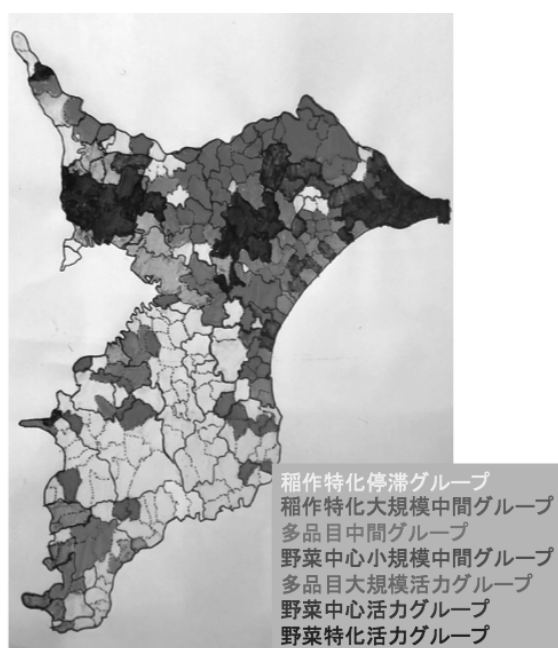 稲作特化停滞グループ
稲作特化大規模中間グループ
多品目中間グループ
野菜中心小規模中間グループ
多品目大規模活力グループ
野菜中心活力グループ
野菜特化活力グループ